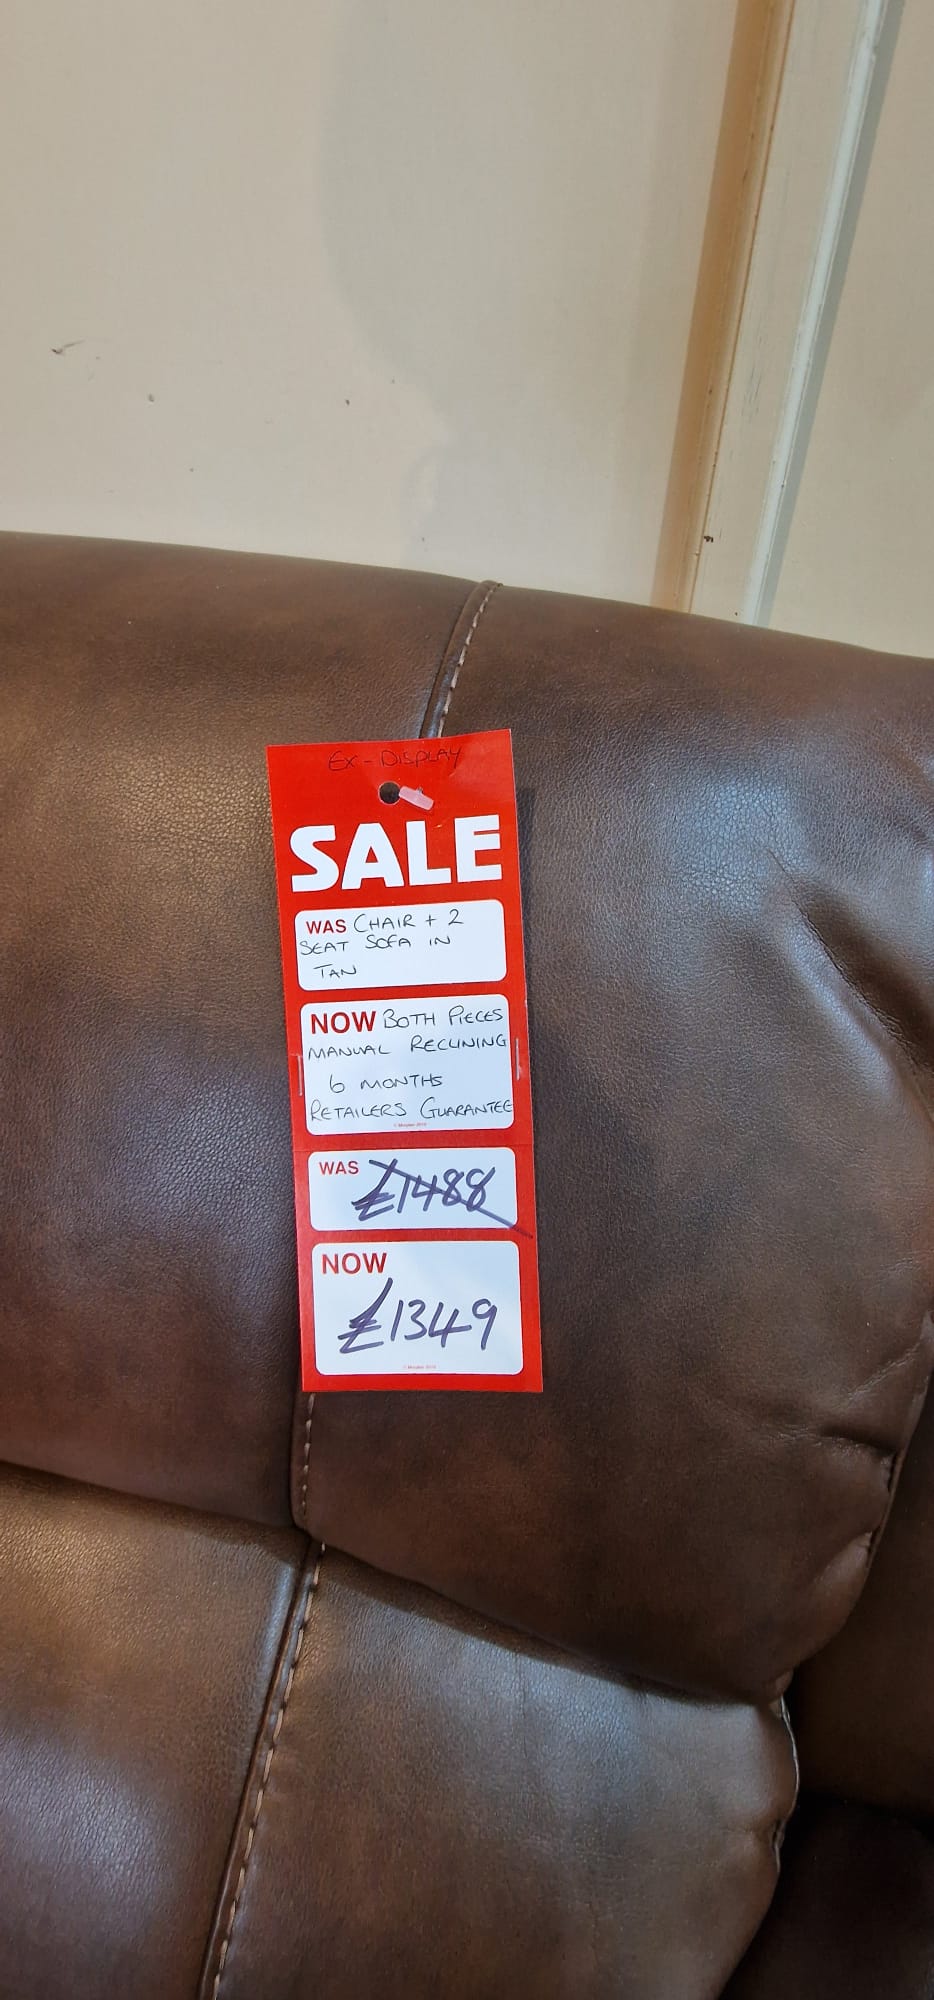 Ex-DISPLAY
SALE
WAS CHAIR + 2
SEAT SOFA IN
TAN
NOW BOTH PIECES
MANUAL RECLINING
6 MONTHS
RETAILERS GUARANTEE
WAS £1488
NOW
£1349